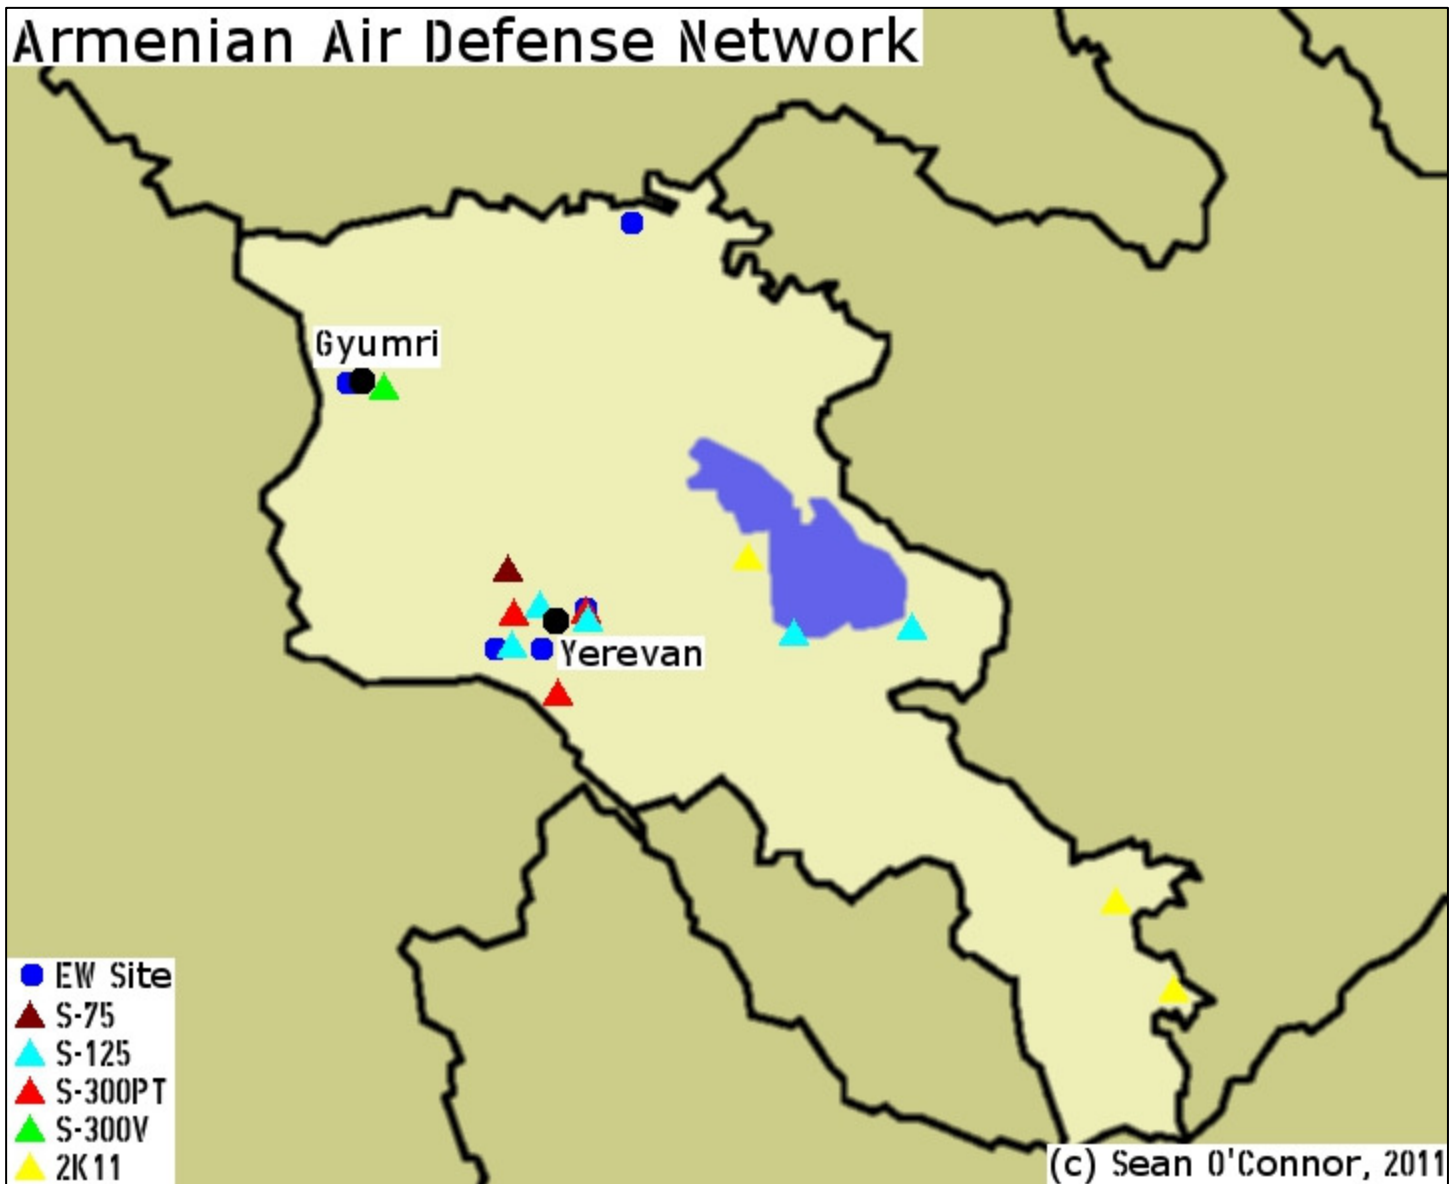 Armenian Air Defense Network
Gyumri
Yerevan
EW Site
S-75
S-125
S-300PT
S-300V
2K11
(c) Sean O'Connor, 2011